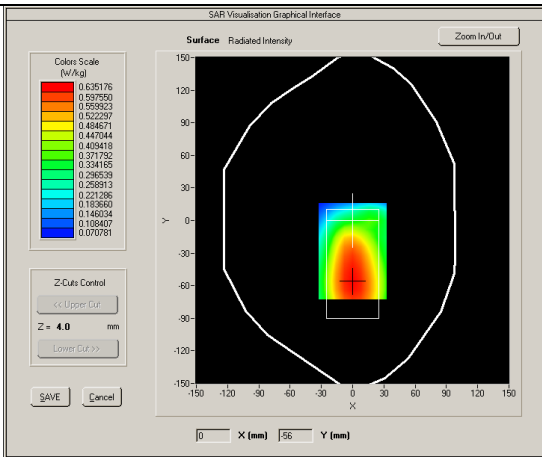 SAR Visualisation Graphical Interface
Surface Radiated Intensity
Zoom In/Out
Colors Scale
(W/kg)
0.635176
0.597550
0.559923
0.522297
0.484671
0.447044
0.409418
0.371792
0.334165
0.296539
0.258913
0.221286
0.183660
0.146034
0.108407
0.070781
Z-Cuts Control
<< Upper Cut
Z = 4.0 mm
Lower Cut >>
SAVE Cancel
150
120
90
60
30
0
-30
-60
-90
-120
-150
Y
-150 -120 -90 -60 -30 0 30 60 90 120 150
X
0 X (mm) -56 Y (mm)